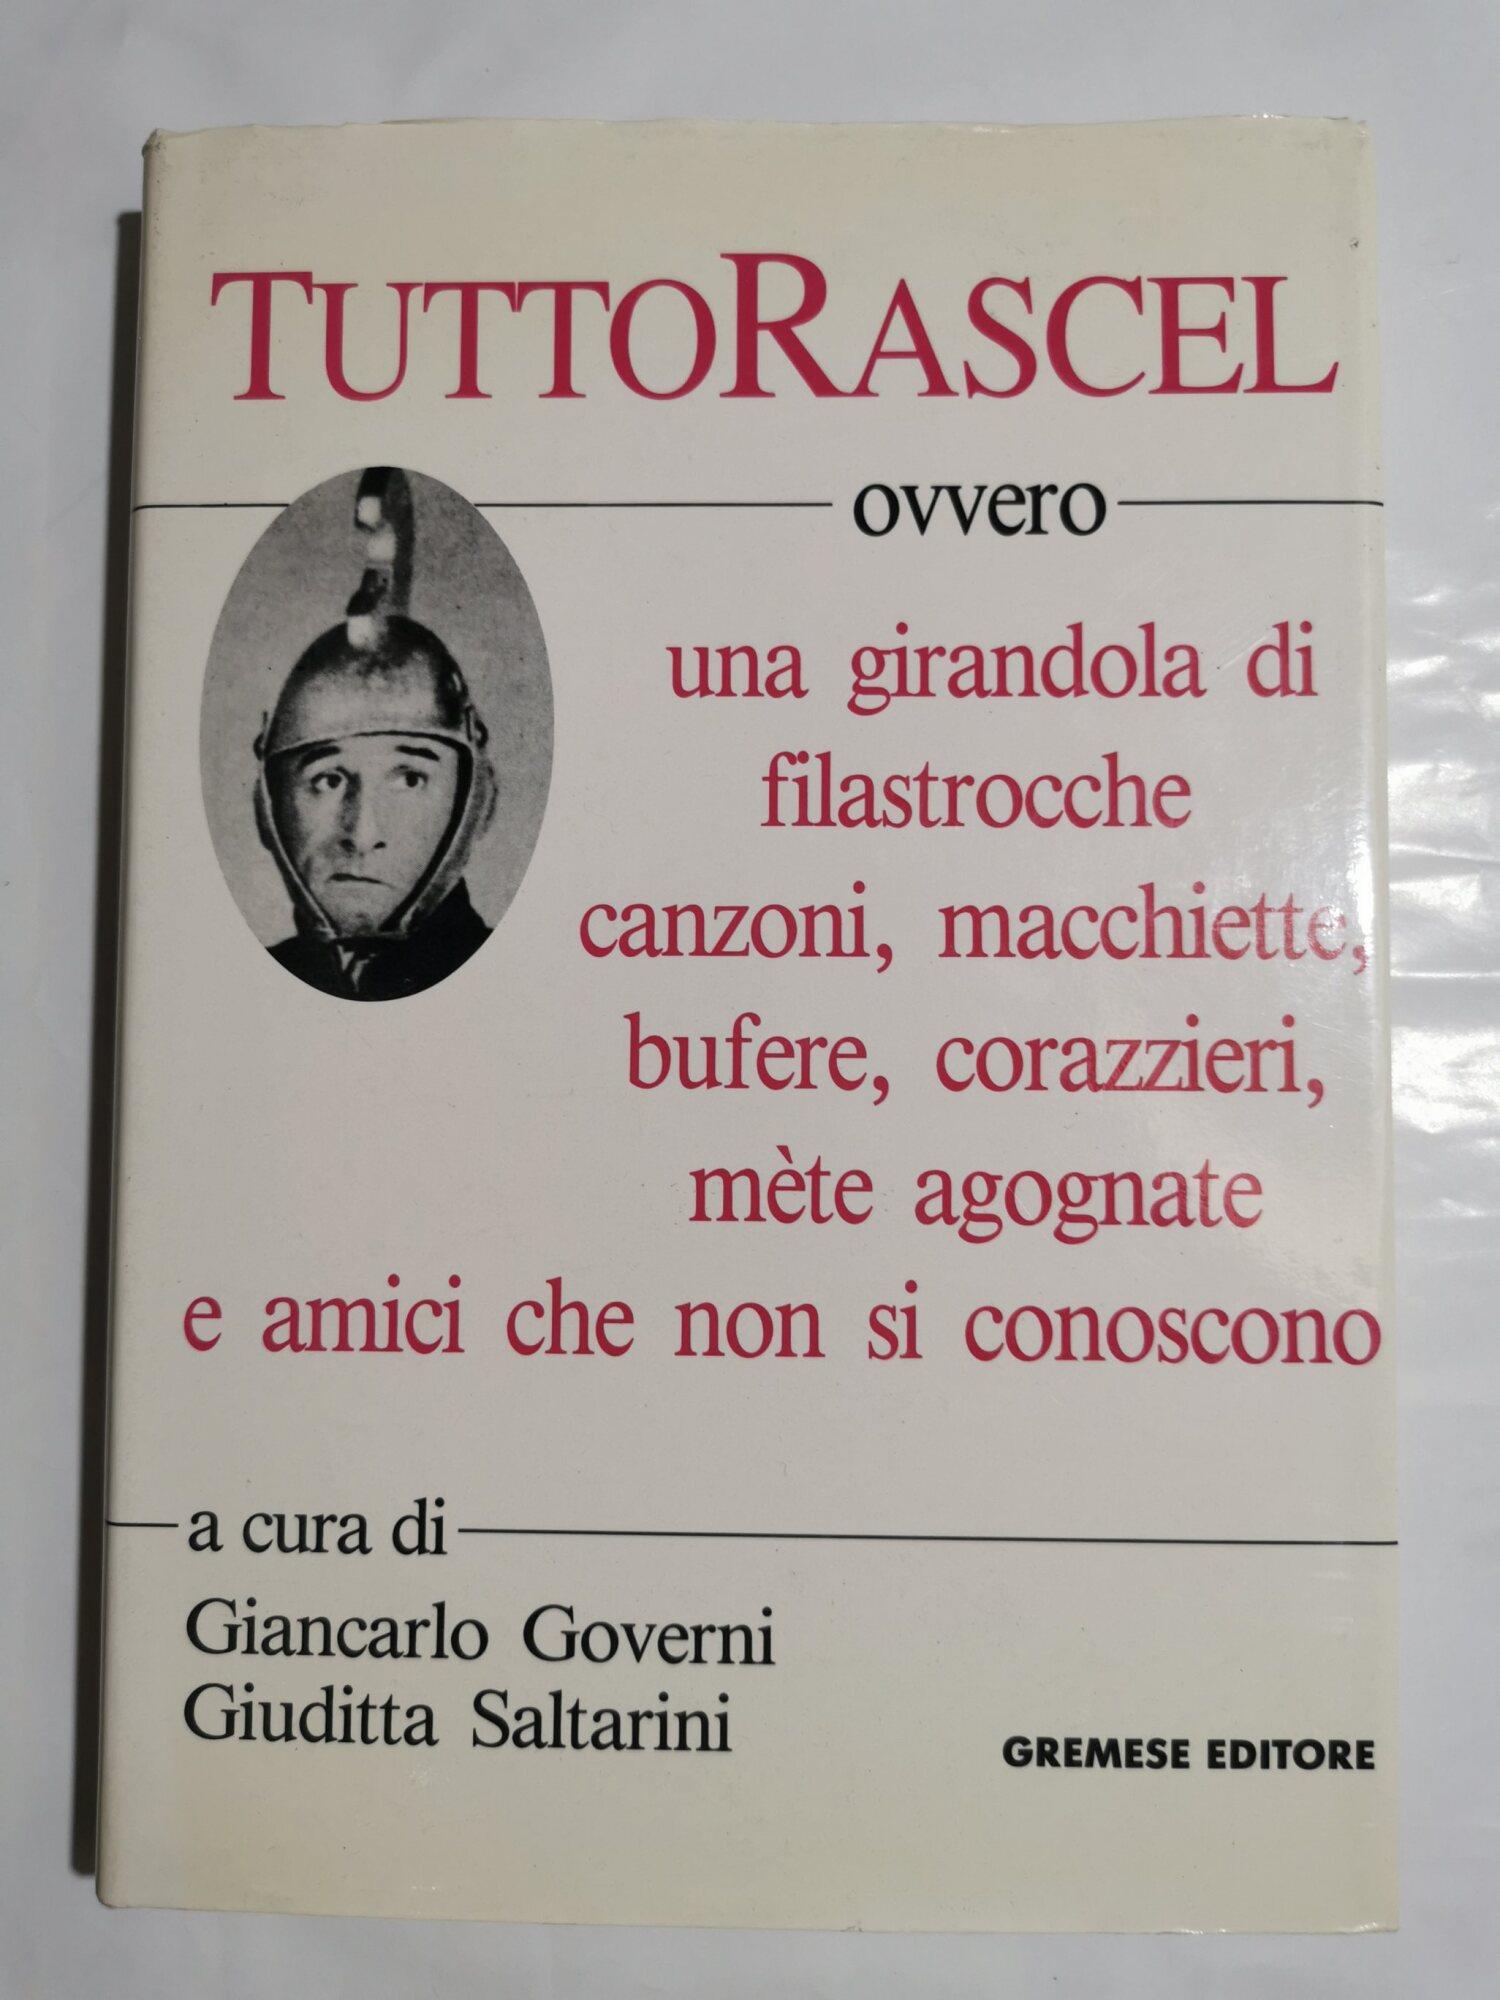 TUTTORASCEL
ovvero
una girandola di
filastrocche
canzoni, macchiette,
bufere, corazzieri,
mète agognate
e amici che non si conoscono
a cura di
Giancarlo Governi
Giuditta Saltarini
GREMESE EDITORE